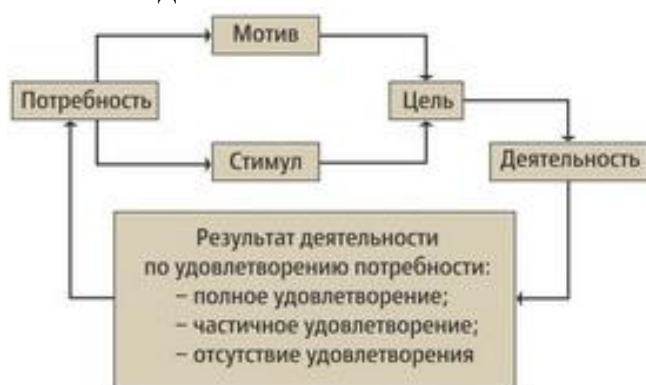 Мотив
Потребность
Цель
Стимул
Деятельность
Результат деятельности
по удовлетворению потребности:
– полное удовлетворение;
– частичное удовлетворение;
– отсутствие удовлетворения